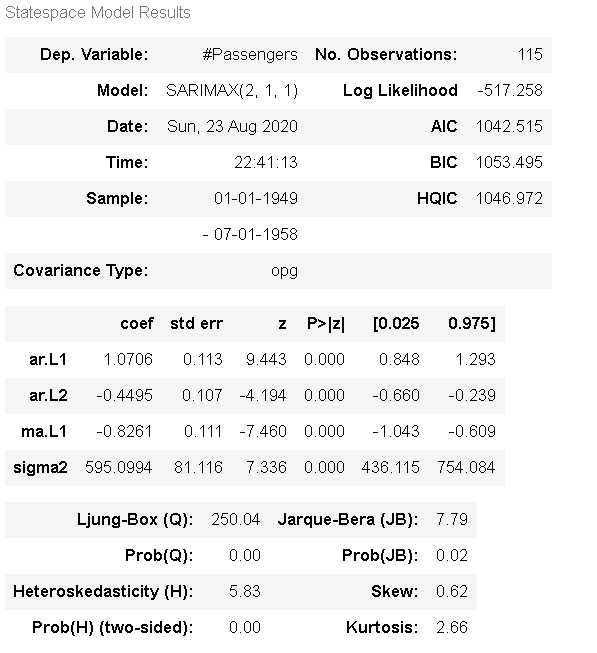 Statespace Model Results
Dep. Variable: #Passengers No. Observations: 115
Model: SARIMAX(2, 1, 1) Log Likelihood -517.258
Date: Sun, 23 Aug 2020 AIC 1042.515
Time: 22:41:13 BIC 1053.495
Sample: 01-01-1949 HQIC 1046.972
- 07-01-1958
Covariance Type: opg
coef std err z P>|z| [0.025 0.975]
ar.L1 1.0706 0.113 9.443 0.000 0.848 1.293
ar.L2 -0.4495 0.107 -4.194 0.000 -0.660 -0.239
ma.L1 -0.8261 0.111 -7.460 0.000 -1.043 -0.609
sigma2 595.0994 81.116 7.336 0.000 436.115 754.084
Ljung-Box (Q): 250.04 Jarque-Bera (JB): 7.79
Prob(Q): 0.00 Prob(JB): 0.02
Heteroskedasticity (H): 5.83 Skew: 0.62
Prob(H) (two-sided): 0.00 Kurtosis: 2.66